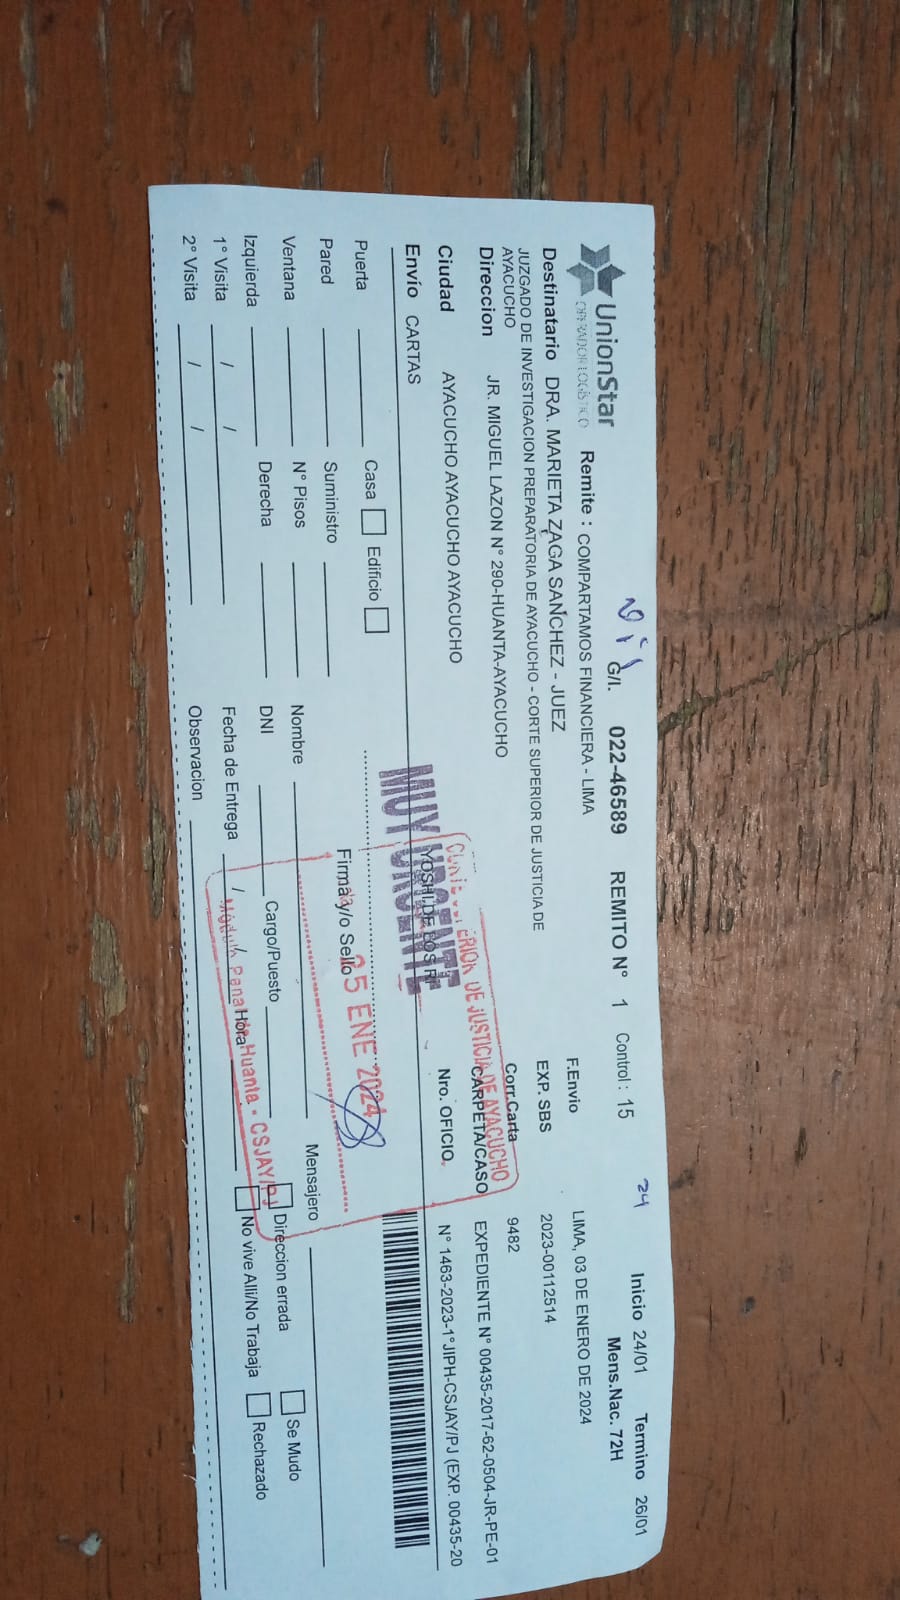 UnionStar
OPERADOR LOGÍSTICO
G/I. 022-46589 REMITO N° 1 Control : 15
24
Inicio 24/01 Termino 26/01
Mens.Nac. 72H
Remite : COMPARTAMOS FINANCIERA - LIMA
F.Envio LIMA, 03 DE ENERO DE 2024
Destinatario DRA. MARIETA ZAGA SANCHEZ - JUEZ
EXP. SBS 2023-00112514
JUZGADO DE INVESTIGACION PREPARATORIA DE AYACUCHO - CORTE SUPERIOR DE JUSTICIA DE
AYACUCHO
Corr.Carta 9482
Direccion JR. MIGUEL LAZON N° 290-HUANTA-AYACUCHO
CARPETA/CASO EXPEDIENTE N° 00435-2017-62-0504-JR-PE-01
Ciudad AYACUCHO AYACUCHO AYACUCHO
Nro. OFICIO. N° 1463-2023-1°JIPH-CSJAY/PJ (EXP. 00435-20
Envío CARTAS
MUY URGENTE
CORTE SUPERIOR DE JUSTICIA DE AYACUCHO
25 ENE 2024
Huanta - CSJAY/PJ
Puerta
Casa
Edificio
Firma y/o Sello
Pared
Suministro
Mensajero
Ventana
N° Pisos
Nombre
Direccion errada
Se Mudo
Izquierda
Derecha
DNI
Cargo/Puesto
No vive Alli/No Trabaja
Rechazado
1° Visita / /
Fecha de Entrega /
Hora
2° Visita / /
Observacion